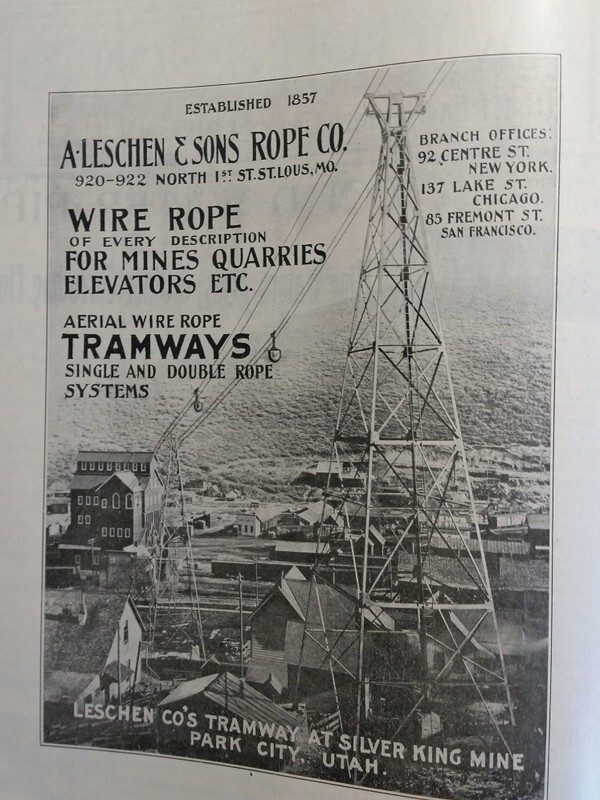 ESTABLISHED 1857
A·LESCHEN & SONS ROPE CO.
920-922 NORTH 1ST ST. ST.LOUS, MO.
WIRE ROPE
OF EVERY DESCRIPTION
FOR MINES QUARRIES
ELEVATORS ETC.
AERIAL WIRE ROPE
TRAMWAYS
SINGLE AND DOUBLE ROPE
SYSTEMS
BRANCH OFFICES:
92 CENTRE ST.
NEW YORK.
137 LAKE ST.
CHICAGO.
85 FREMONT ST.
SAN FRANCISCO.
LESCHEN CO'S TRAMWAY AT SILVER KING MINE
PARK CITY, UTAH.